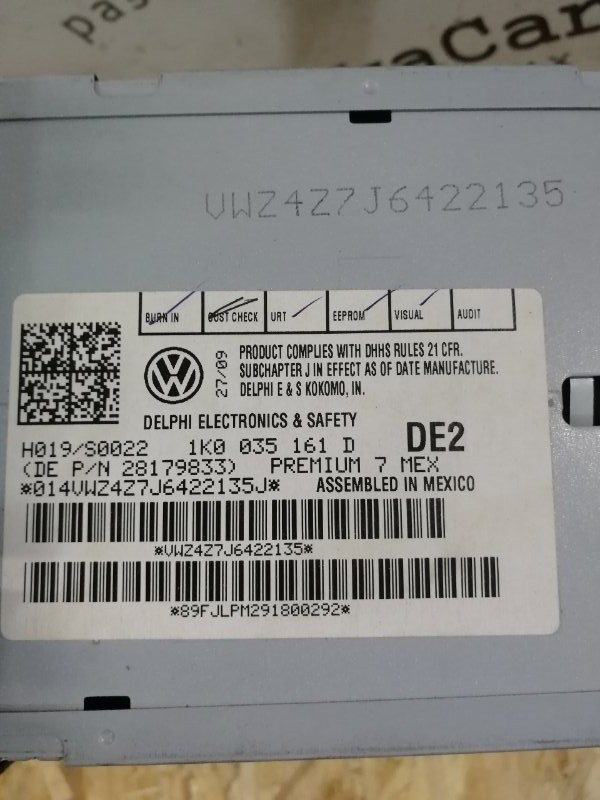 VWZ4Z7J6422135
BURN IN DUST CHECK URT EEPROM VISUAL AUDIT
27/09
PRODUCT COMPLIES WITH DHHS RULES 21 CFR.
SUBCHAPTER J IN EFFECT AS OF DATE MANUFACTURE.
DELPHI E & S KOKOMO, IN.
DELPHI ELECTRONICS & SAFETY
H019/S0022 1K0 035 161 D DE2
(DE P/N 28179833) PREMIUM 7 MEX
*014VWZ4Z7J6422135J* ASSEMBLED IN MEXICO
*VWZ4Z7J6422135*
*89FJLPM291800292*